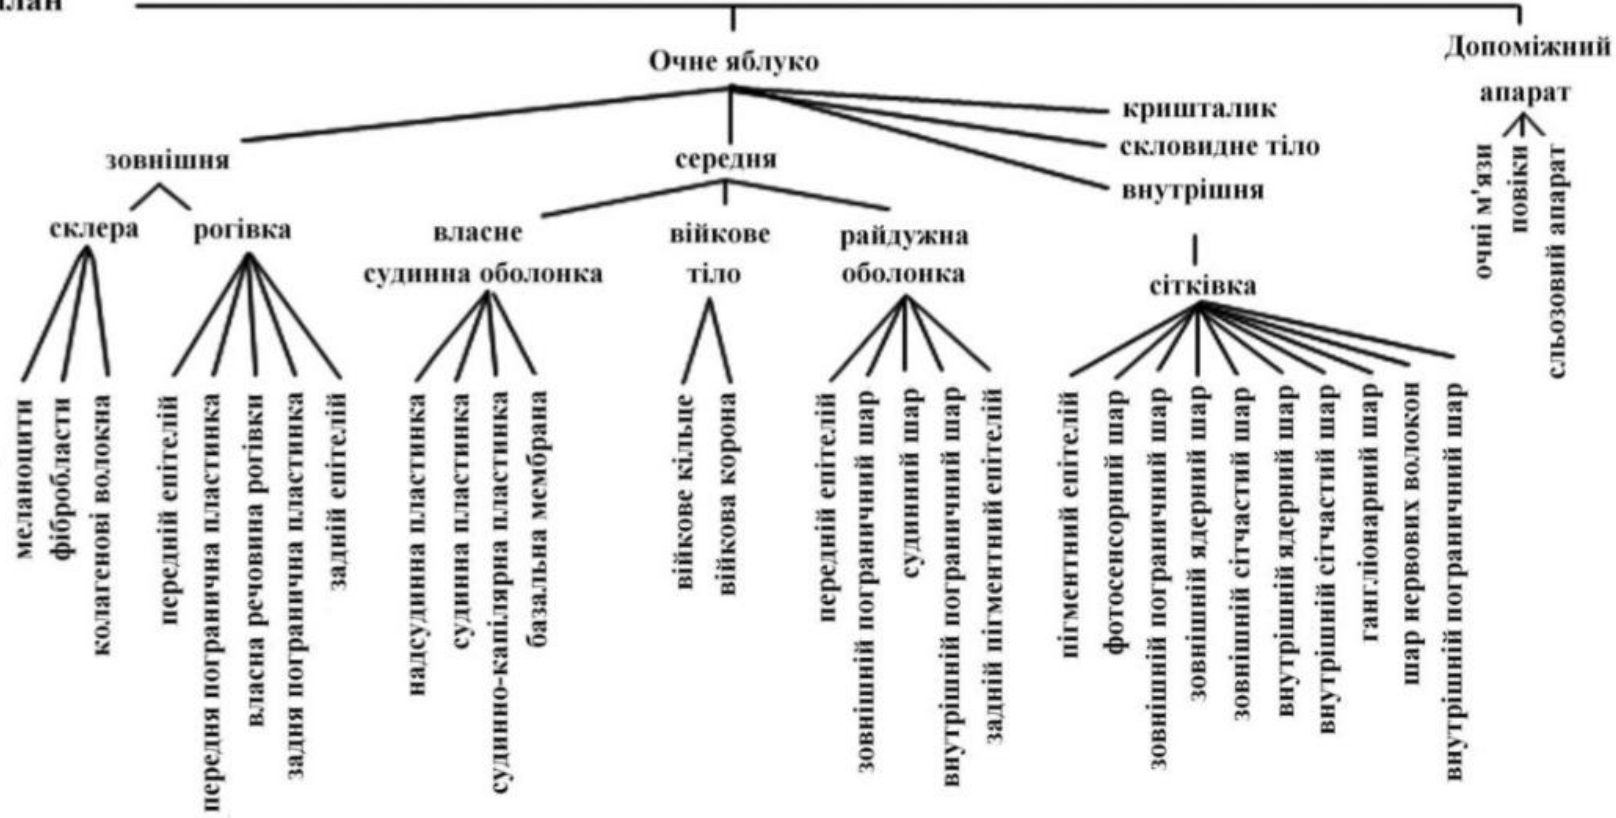 Очне яблуко
Допоміжний
апарат
кришталик
скловидне тіло
внутрішня
зовнішня
середня
склера
рогівка
власне
судинна оболонка
війкове
тіло
райдужна
оболонка
сітківка
очні м'язи
повіки
сльозовий апарат
меланоцити
фібробласти
колагенові волокна
передній епітелій
передня погранична пластинка
власна речовина рогівки
задня погранична пластинка
задній епітелій
надсудинна пластинка
судинна пластинка
судинно-капілярна пластинка
базальна мембрана
війкове кільце
війкова корона
передній епітелій
зовнішній пограничний шар
судинний шар
внутрішній пограничний шар
задній пігментний епітелій
пігментний епітелій
фотосенсорний шар
зовнішній пограничний шар
зовнішній ядерний шар
зовнішній сітчастий шар
внутрішній ядерний шар
внутрішній сітчастий шар
гангліонарний шар
шар нервових волокон
внутрішній пограничний шар